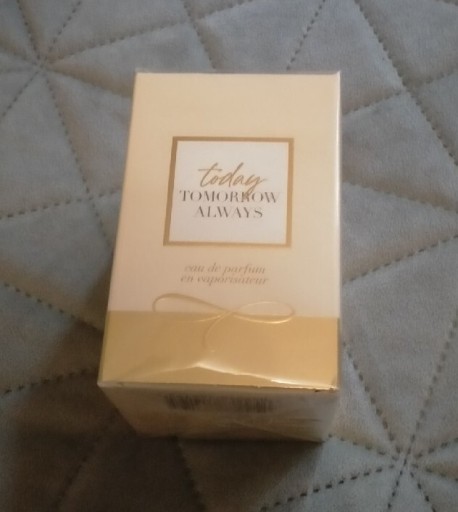 today
TOMORROW
ALWAYS
eau de parfum
en vaporisateur